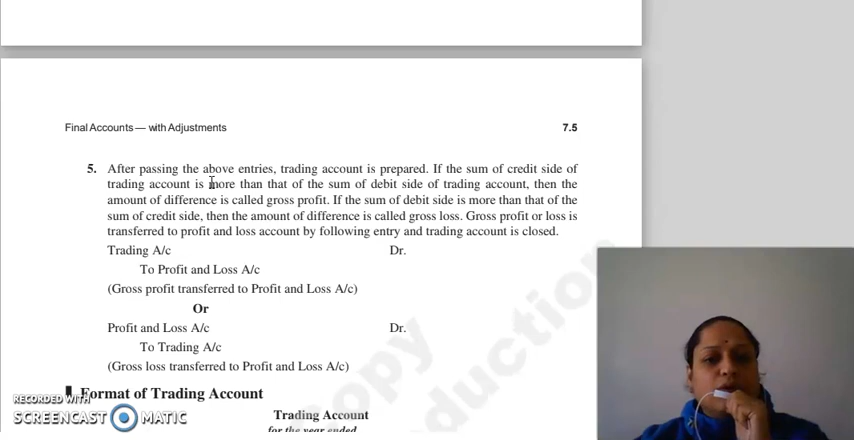 Final Accounts — with Adjustments 7.5
5. After passing the above entries, trading account is prepared. If the sum of credit side of
trading account is more than that of the sum of debit side of trading account, then the
amount of difference is called gross profit. If the sum of debit side is more than that of the
sum of credit side, then the amount of difference is called gross loss. Gross profit or loss is
transferred to profit and loss account by following entry and trading account is closed.
Trading A/c Dr.
To Profit and Loss A/c
(Gross profit transferred to Profit and Loss A/c)
Or
Profit and Loss A/c Dr.
To Trading A/c
(Gross loss transferred to Profit and Loss A/c)
Format of Trading Account
Trading Account
for the year ended
RECORDED WITH
SCREENCAST MATIC